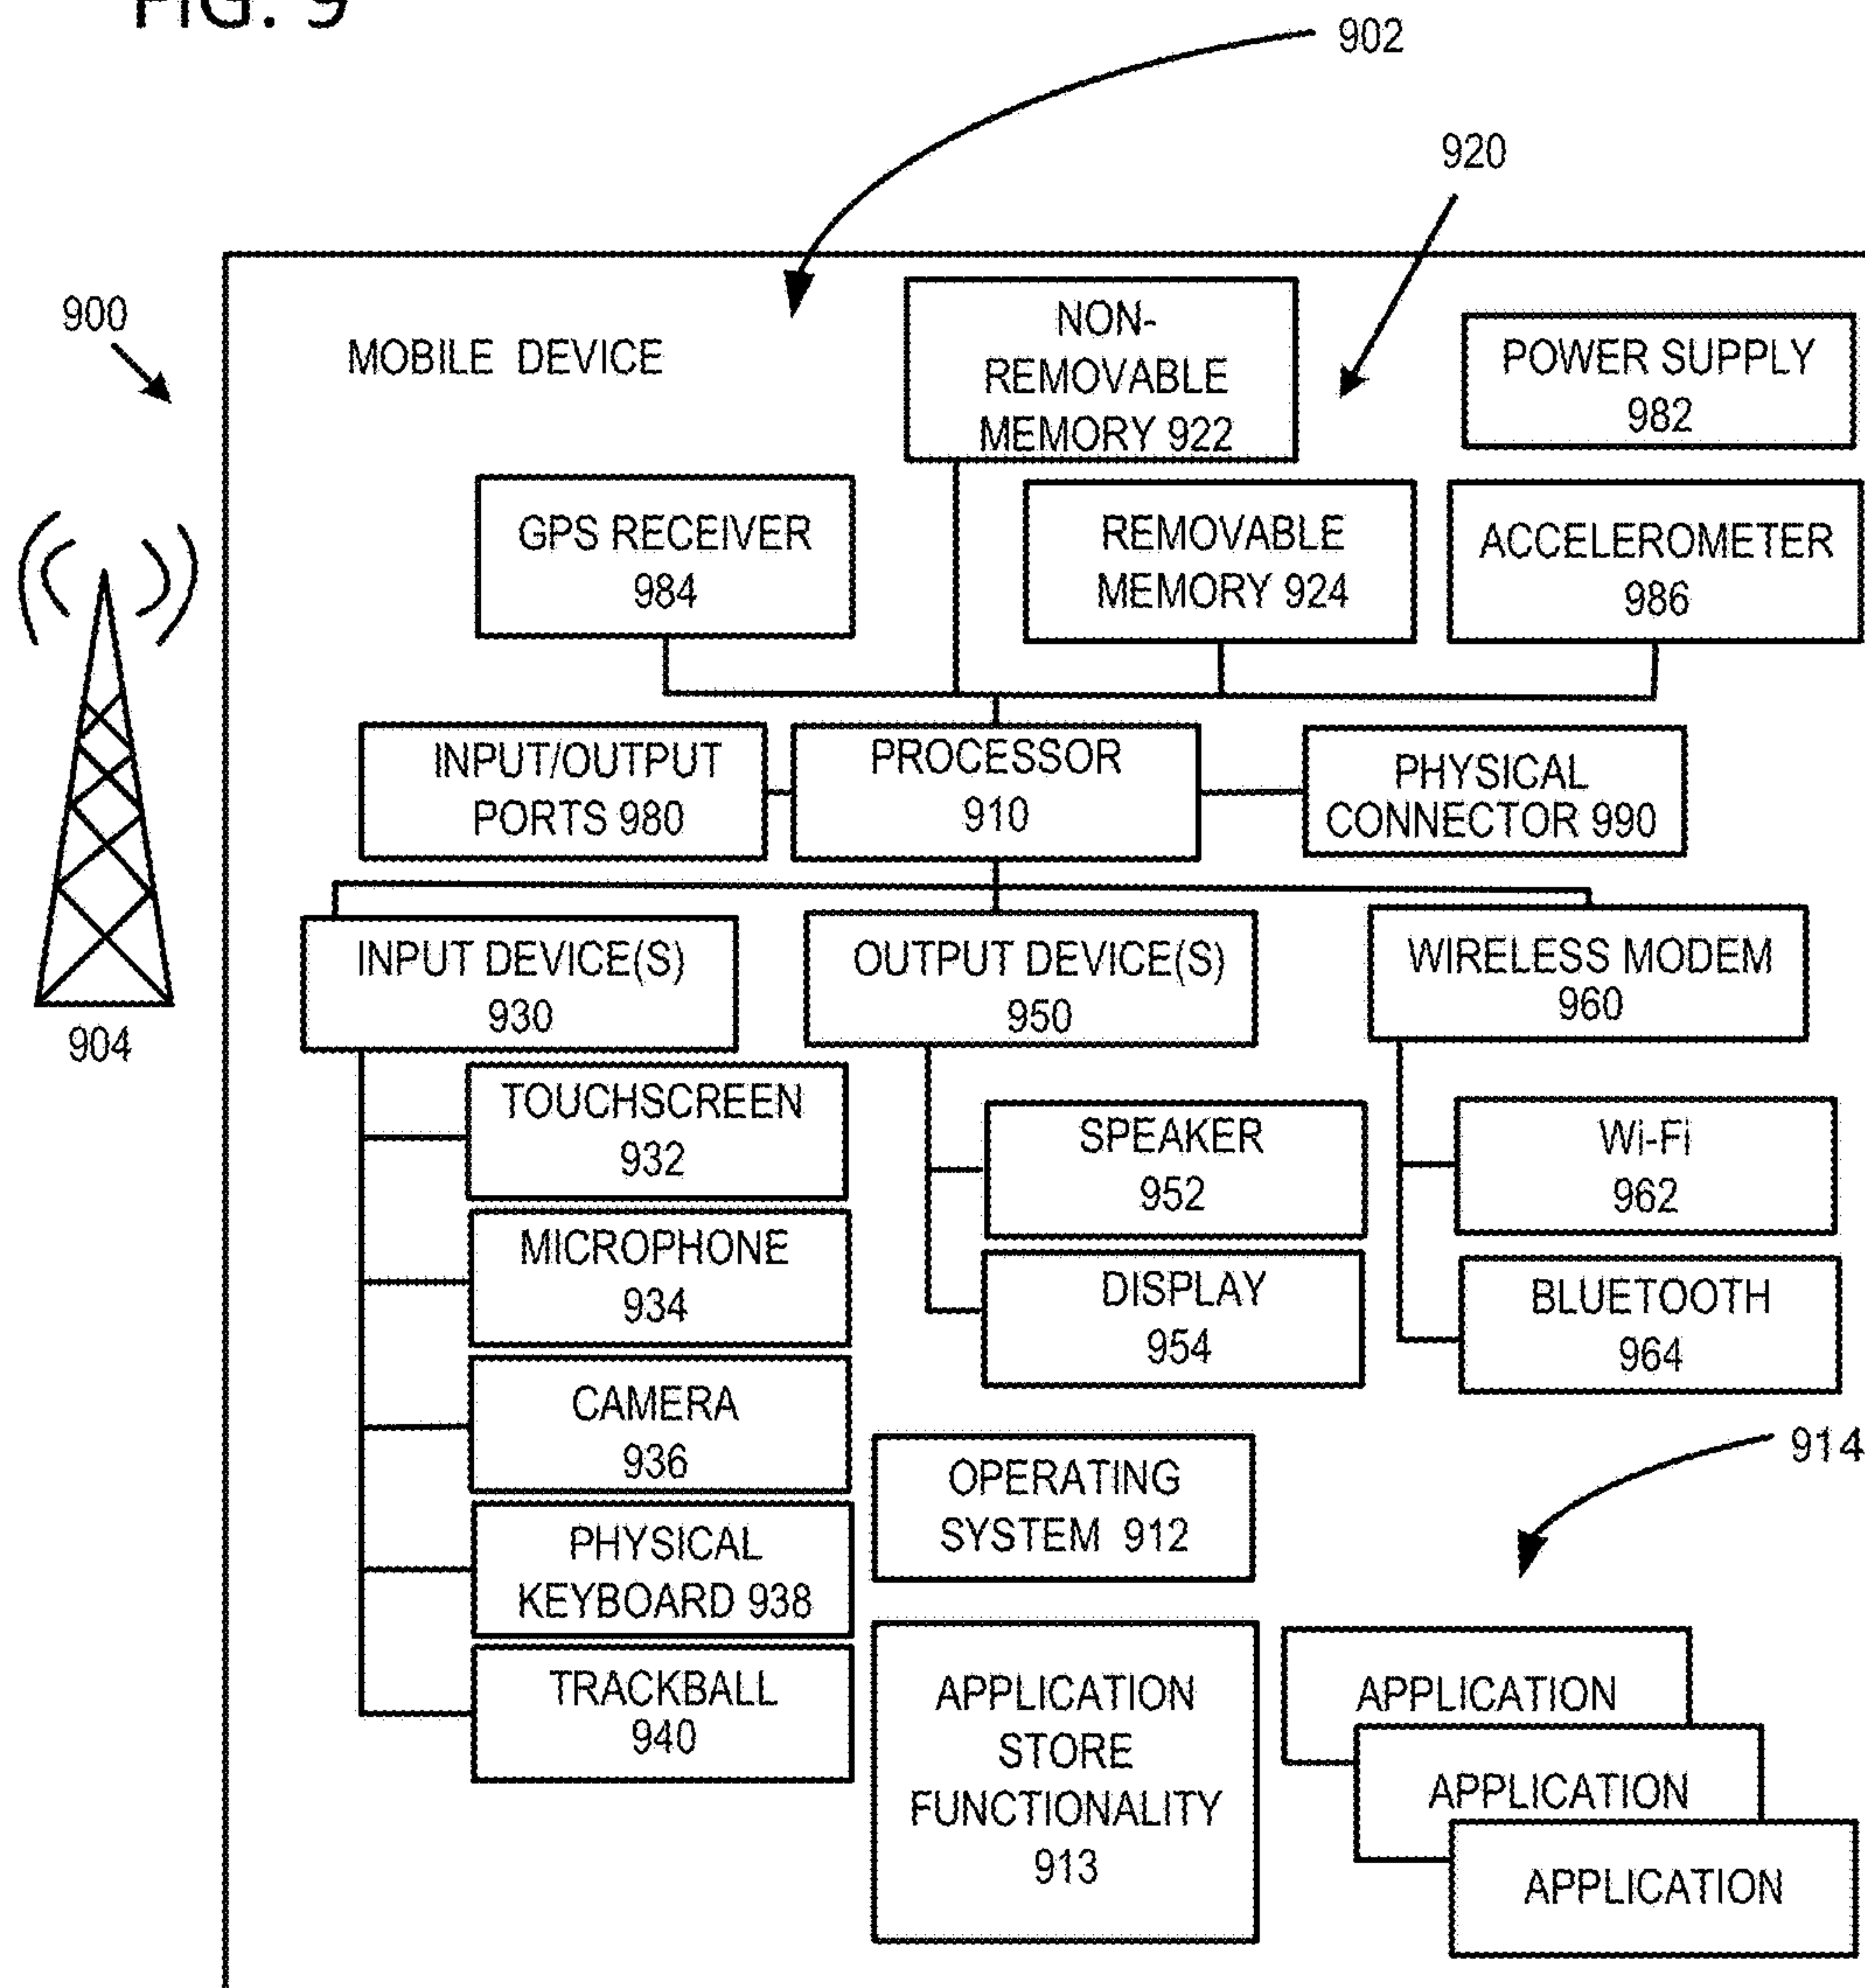 FIG. 9
902
920
900
MOBILE DEVICE
NON-
REMOVABLE
MEMORY 922
POWER SUPPLY
982
GPS RECEIVER
984
REMOVABLE
MEMORY 924
ACCELEROMETER
986
INPUT/OUTPUT
PORTS 980
PROCESSOR
910
PHYSICAL
CONNECTOR 990
904
INPUT DEVICE(S)
930
OUTPUT DEVICE(S)
950
WIRELESS MODEM
960
TOUCHSCREEN
932
MICROPHONE
934
CAMERA
936
PHYSICAL
KEYBOARD 938
TRACKBALL
940
SPEAKER
952
DISPLAY
954
Wi-Fi
962
BLUETOOTH
964
OPERATING
SYSTEM 912
914
APPLICATION
STORE
FUNCTIONALITY
913
APPLICATION
APPLICATION
APPLICATION